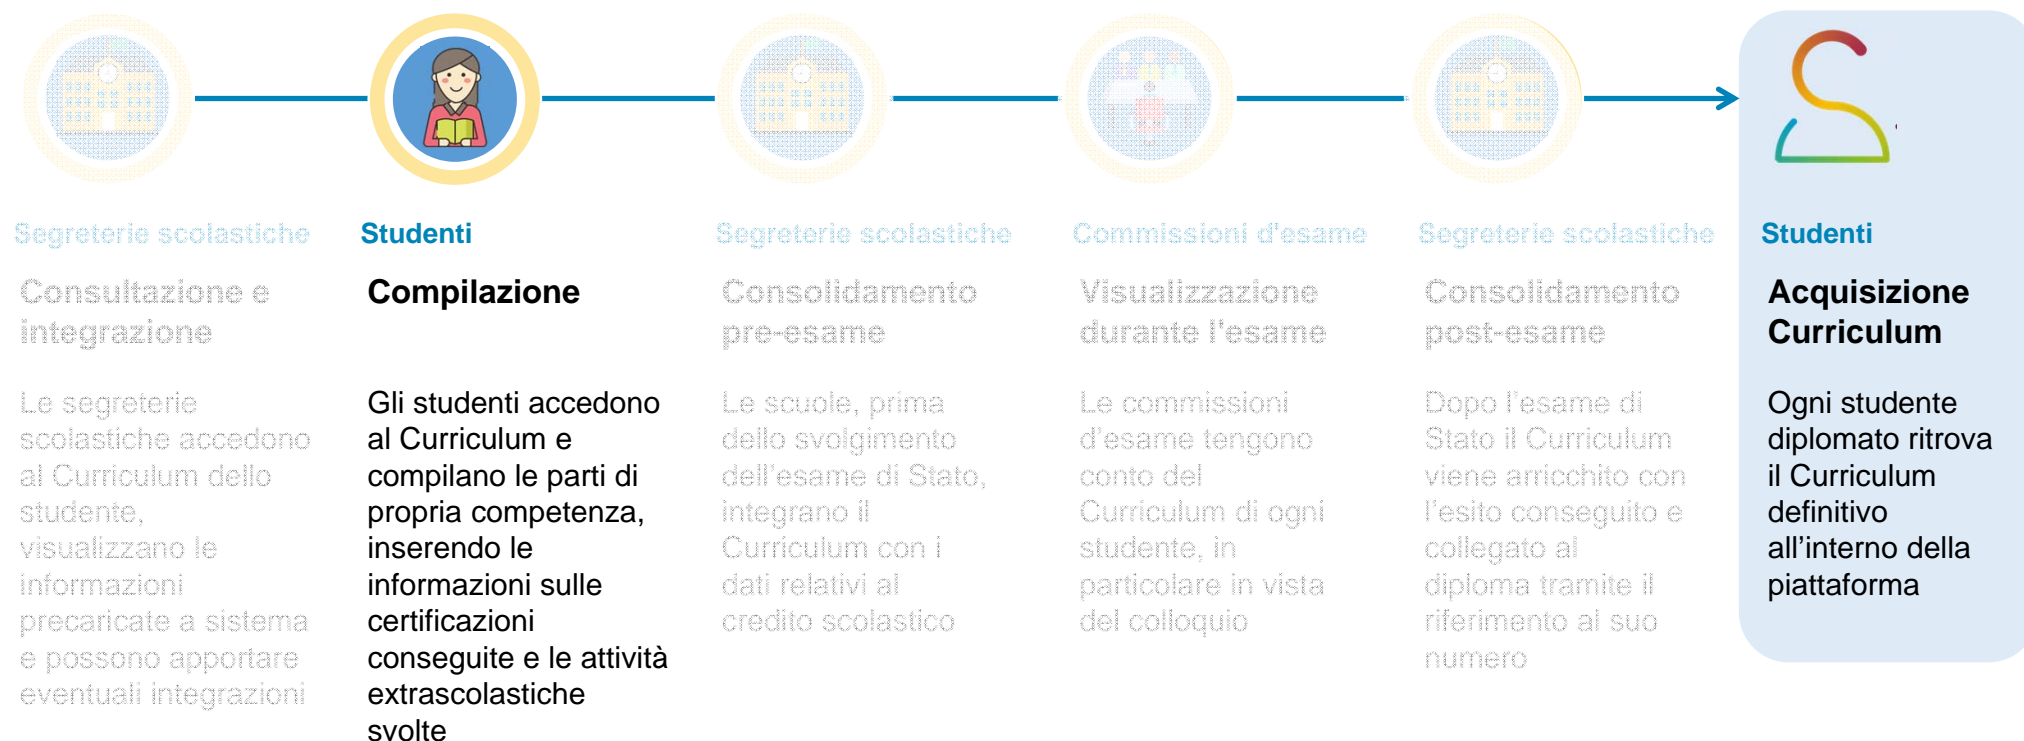 Segreterie scolastiche
Consultazione e
integrazione
Le segreterie
scolastiche accedono
al Curriculum dello
studente,
visualizzano le
informazioni
precaricate a sistema
e possono apportare
eventuali integrazioni
Studenti
Compilazione
Gli studenti accedono
al Curriculum e
compilano le parti di
propria competenza,
inserendo le
informazioni sulle
certificazioni
conseguite e le attività
extrascolastiche
svolte
Segreterie scolastiche
Consolidamento
pre-esame
Le scuole, prima
dello svolgimento
dell'esame di Stato,
integrano il
Curriculum con i
dati relativi al
credito scolastico
Commissioni d'esame
Visualizzazione
durante l'esame
Le commissioni
d'esame tengono
conto del
Curriculum di ogni
studente, in
particolare in vista
del colloquio
Segreterie scolastiche
Consolidamento
post-esame
Dopo l'esame di
Stato il Curriculum
viene arricchito con
l'esito conseguito e
collegato al
diploma tramite il
riferimento al suo
numero
Studenti
Acquisizione
Curriculum
Ogni studente
diplomato ritrova
il Curriculum
definitivo
all'interno della
piattaforma